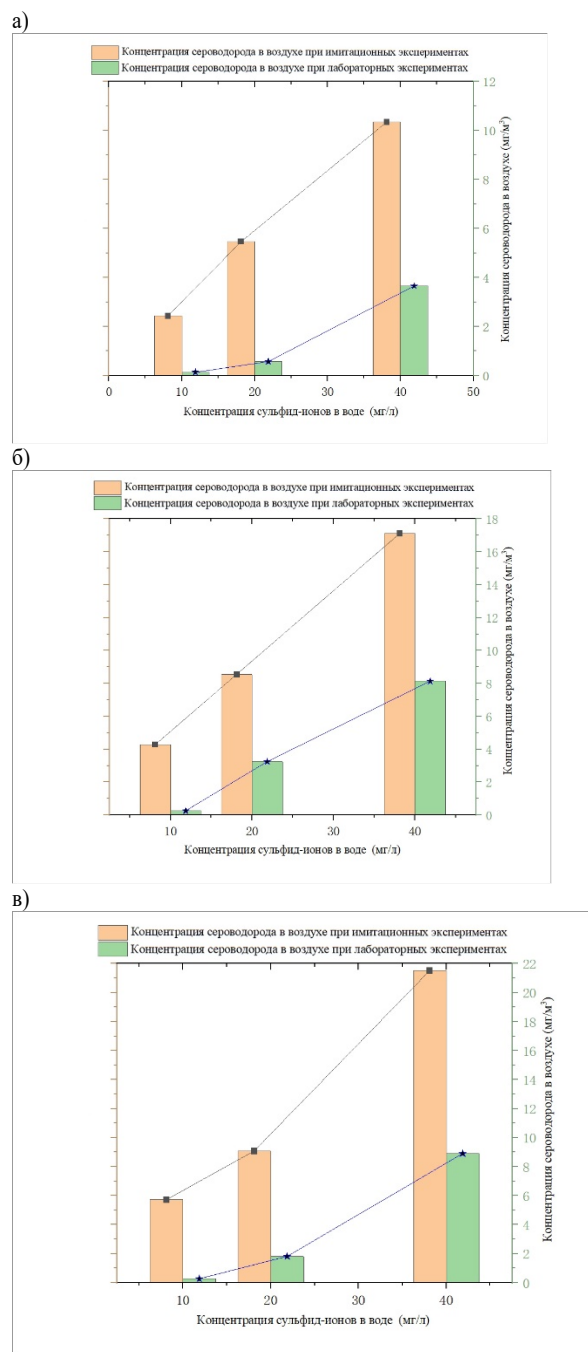 а)
Концентрация сероводорода в воздухе при имитационных экспериментах
Концентрация сероводорода в воздухе при лабораторных экспериментах
12
10
8
6
4
2
0
Концентрация сероводорода в воздухе (мг/м³)
0 10 20 30 40 50
Концентрация сульфид-ионов в воде (мг/л)
б)
Концентрация сероводорода в воздухе при имитационных экспериментах
Концентрация сероводорода в воздухе при лабораторных экспериментах
18
16
14
12
10
8
6
4
2
0
Концентрация сероводорода в воздухе (мг/м³)
10 20 30 40
Концентрация сульфид-ионов в воде (мг/л)
в)
Концентрация сероводорода в воздухе при имитационных экспериментах
Концентрация сероводорода в воздухе при лабораторных экспериментах
22
20
18
16
14
12
10
8
6
4
2
0
Концентрация сероводорода в воздухе (мг/м³)
10 20 30 40
Концентрация сульфид-ионов в воде (мг/л)